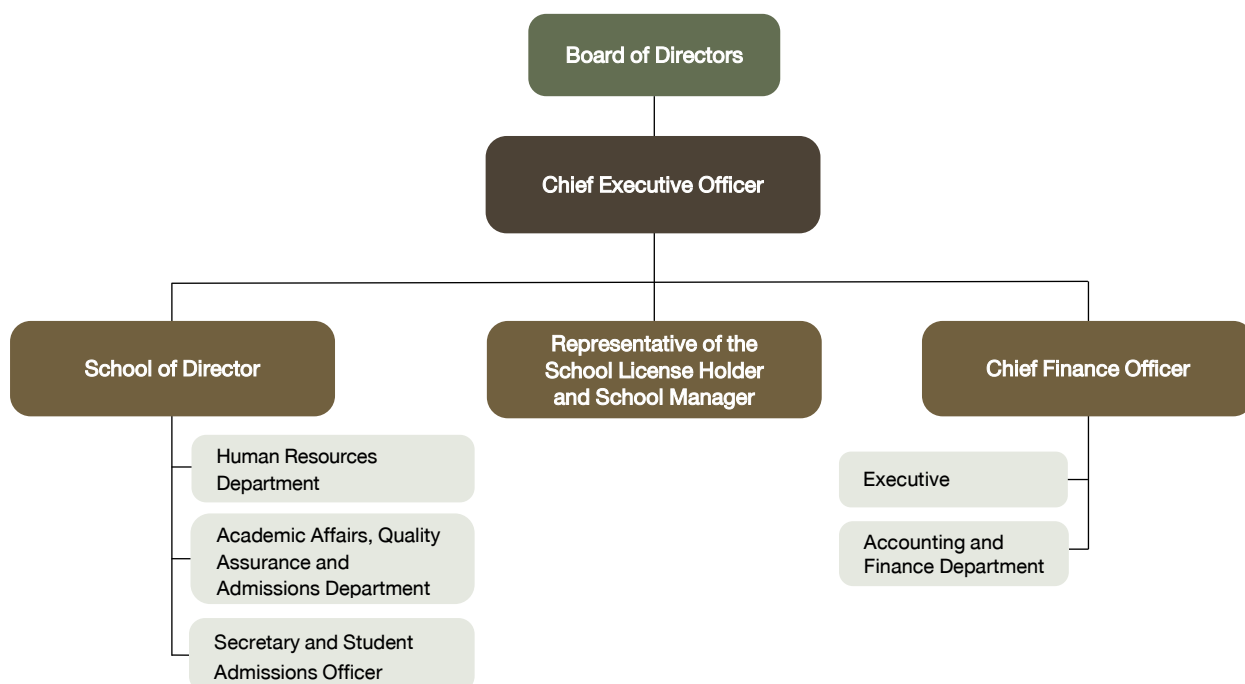 Board of Directors
Chief Executive Officer
School of Director
Representative of the
School License Holder
and School Manager
Chief Finance Officer
Human Resources
Department
Academic Affairs, Quality
Assurance and
Admissions Department
Secretary and Student
Admissions Officer
Executive
Accounting and
Finance Department